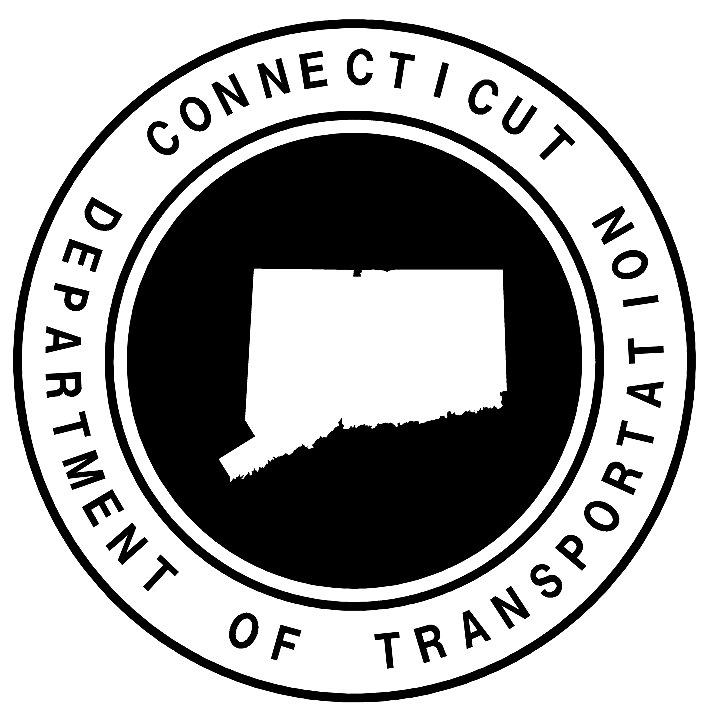 CONNECTICUT
DEPARTMENT OF TRANSPORTATION